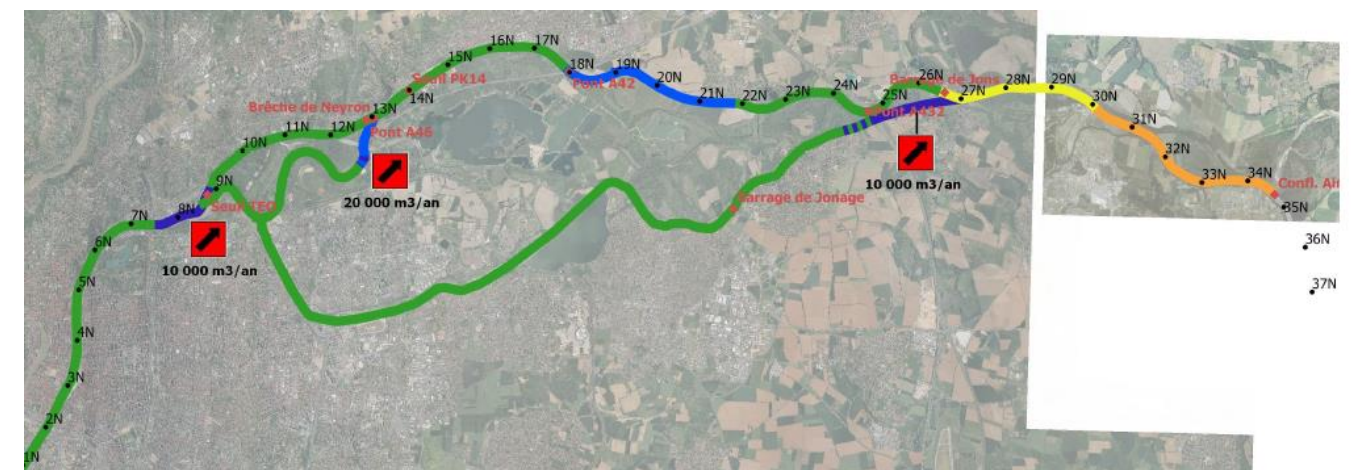 16N
17N
15N
18N
19N
Pont A42
20N
Seuil PK14
14N
21N
22N
23N
24N
25N
26N
Barrage de Jons
27N
28N
29N
30N
Brêche de Neyron
13N
Pont A46
12N
11N
10N
Pont A432
31N
32N
33N
34N
Confl. Ai
35N
36N
37N
20 000 m3/an
10 000 m3/an
Barrage de Jonage
9N
Seuil TEO
8N
7N
10 000 m3/an
6N
5N
4N
3N
2N
1N